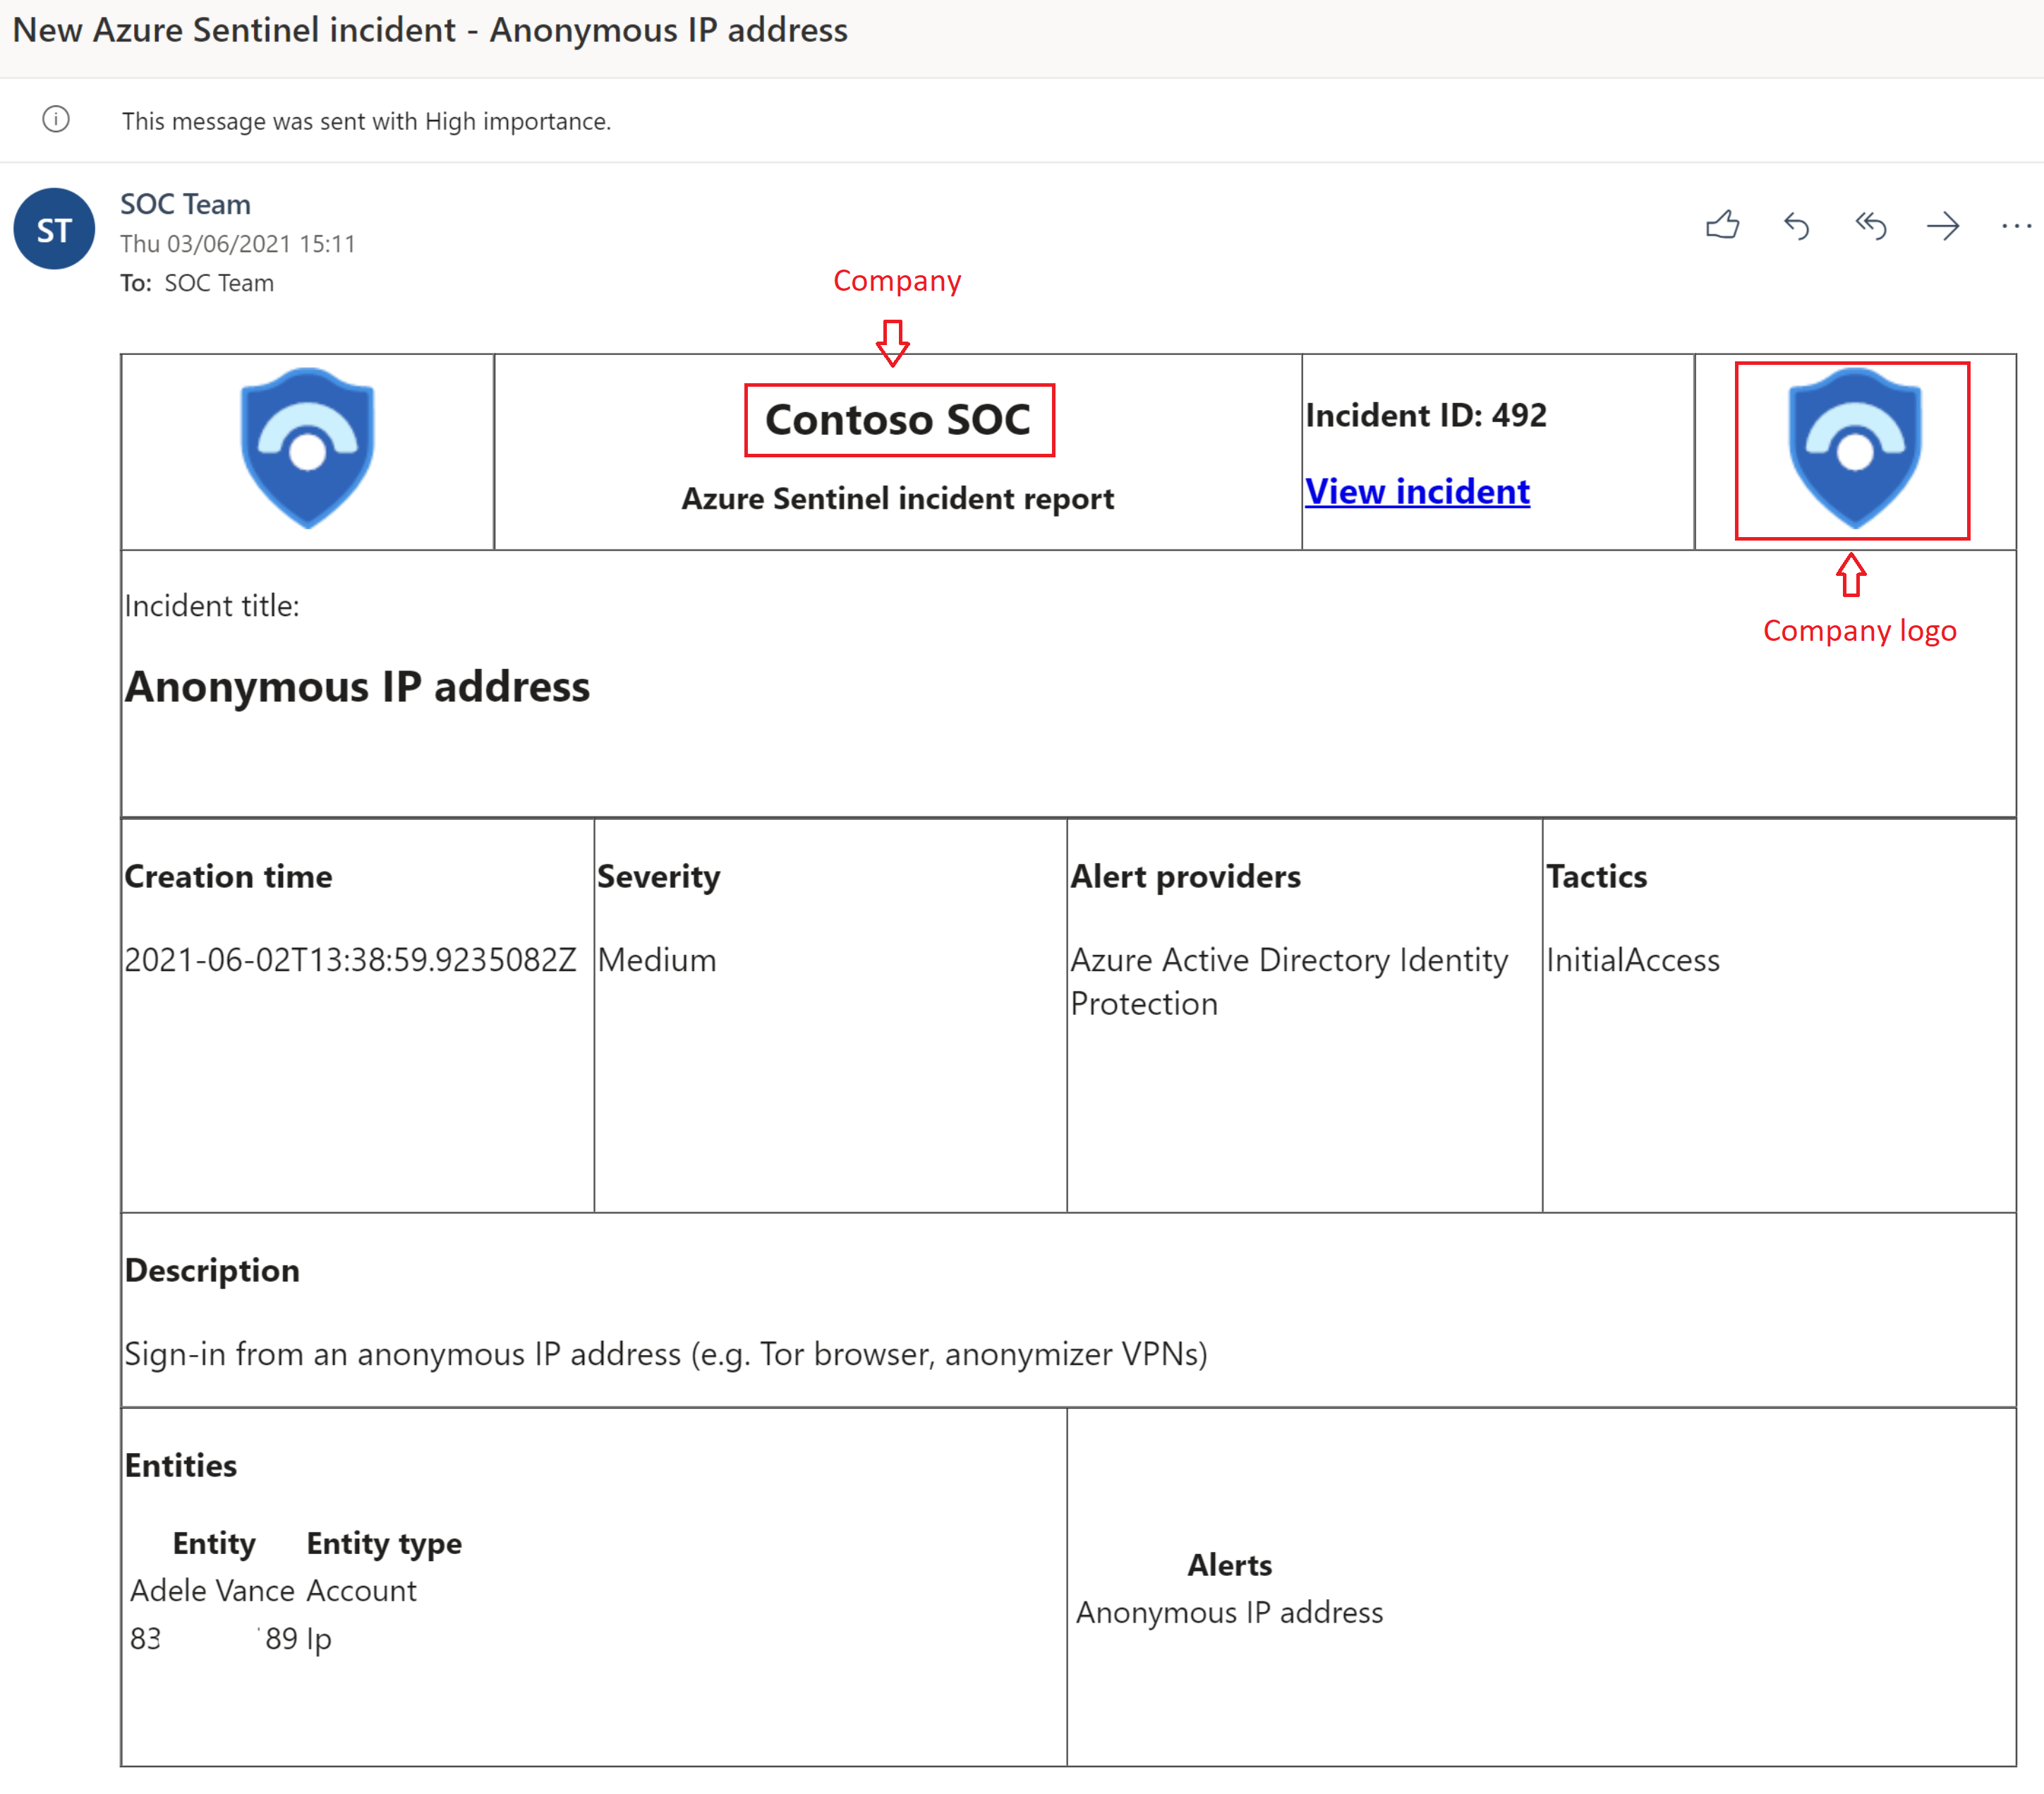 New Azure Sentinel incident - Anonymous IP address
This message was sent with High importance.
ST
SOC Team
Thu 03/06/2021 15:11
To: SOC Team
Company
Contoso SOC
Azure Sentinel incident report
Incident ID: 492
View incident
Company logo
Incident title:
Anonymous IP address
Creation time
2021-06-02T13:38:59.9235082Z
Severity
Medium
Alert providers
Azure Active Directory Identity
Protection
Tactics
InitialAccess
Description
Sign-in from an anonymous IP address (e.g. Tor browser, anonymizer VPNs)
Entities
Entity Entity type
Adele Vance Account
83 89 Ip
Alerts
Anonymous IP address